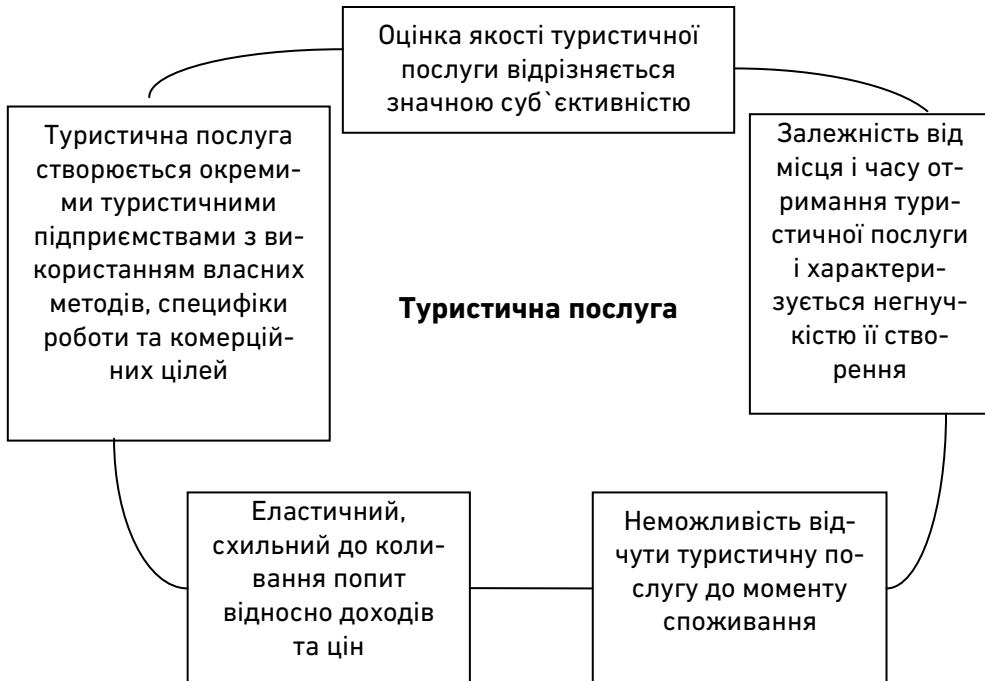 Оцінка якості туристичної
послуги відрізняється
значною суб`єктивністю
Туристична послуга
створюється окреми-
ми туристичними
підприємствами з ви-
користанням власних
методів, специфіки
роботи та комерцій-
них цілей
Туристична послуга
Залежність від
місця і часу от-
римання тури-
стичної послуги
і характери-
зується негнуч-
кістю її ство-
рення
Еластичний,
схильний до коли-
вання попит
відносно доходів
та цін
Неможливість від-
чути туристичну по-
слугу до моменту
споживання